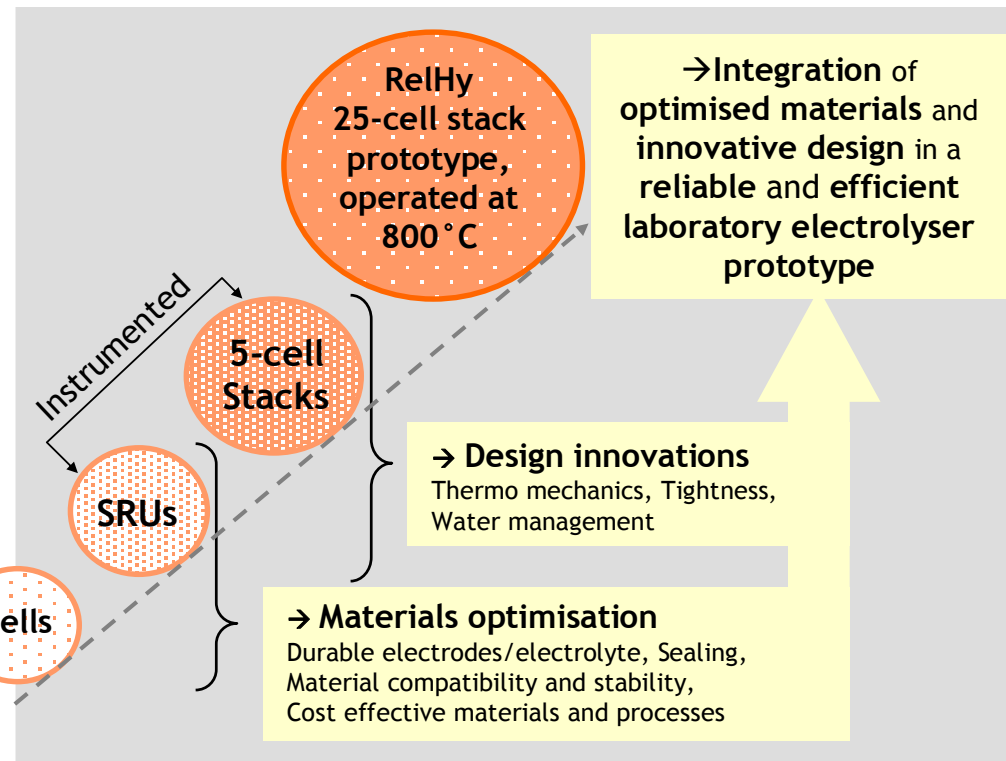 RelHy
25-cell stack
prototype,
operated at
800°C
→Integration of
optimised materials and
innovative design in a
reliable and efficient
laboratory electrolyser
prototype
Instrumented
5-cell
Stacks
→ Design innovations
Thermo mechanics, Tightness,
Water management
SRUs
ells
→ Materials optimisation
Durable electrodes/electrolyte, Sealing,
Material compatibility and stability,
Cost effective materials and processes